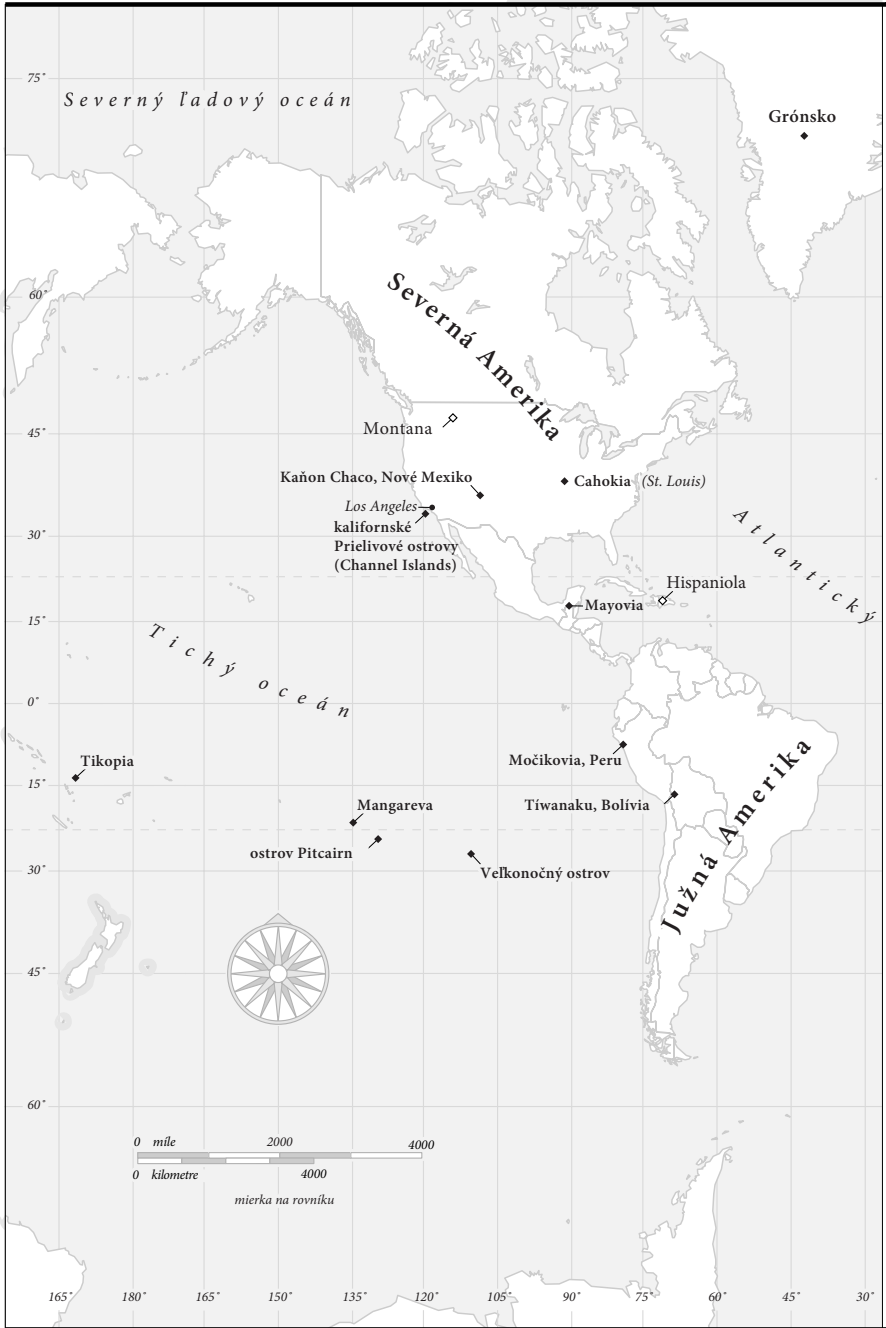 75°
Severný ľadový oceán
Grónsko
60°
Severná Amerika
Montana
45°
Kaňon Chaco, Nové Mexiko
Cahokia (St. Louis)
Los Angeles
kalifornské
Prielivové ostrovy
(Channel Islands)
30°
Atlantický
Hispaniola
Mayovia
15°
Tichý oceán
0°
Tikopia
Močikovia, Peru
15°
Mangareva
Tíwanaku, Bolívia
ostrov Pitcairn
Veľkonočný ostrov
30°
Južná Amerika
45°
60°
0 míle 2000 4000
0 kilometre 4000
mierka na rovníku
165° 180° 165° 150° 135° 120° 105° 90° 75° 60° 45° 30°